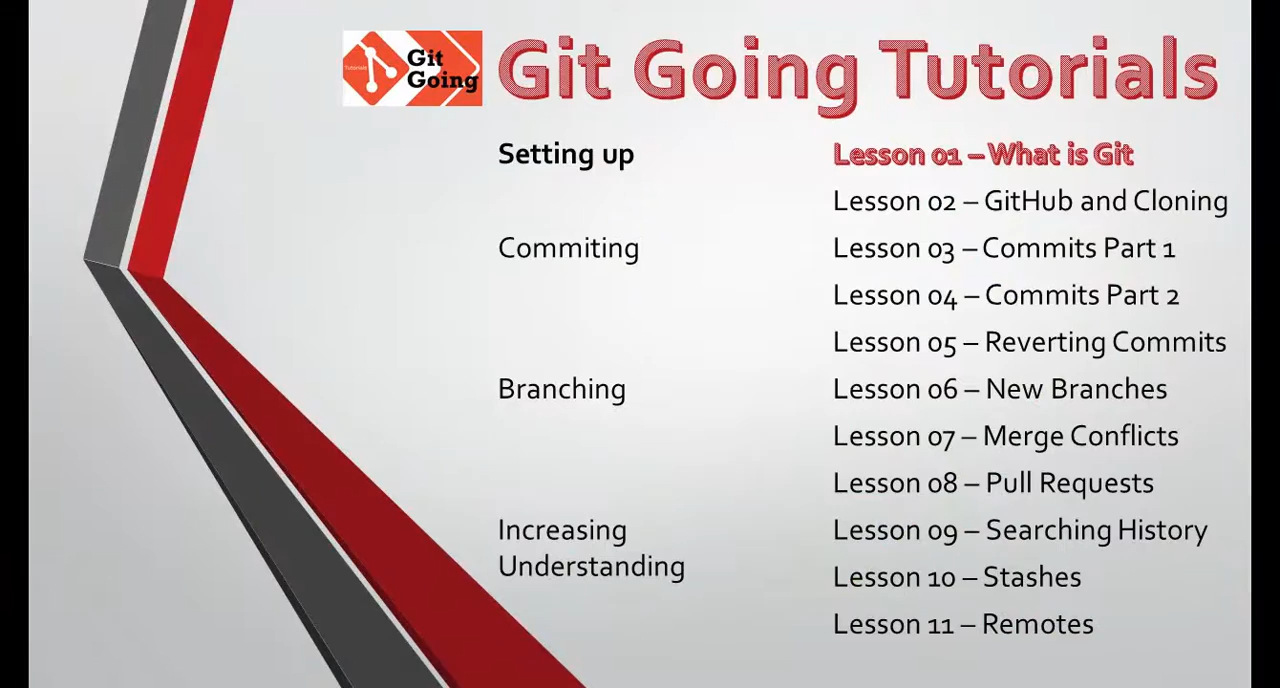 Tutorials
Git
Going
Git Going Tutorials
Setting up
Lesson 01 – What is Git
Lesson 02 – GitHub and Cloning
Commiting
Lesson 03 – Commits Part 1
Lesson 04 – Commits Part 2
Lesson 05 – Reverting Commits
Branching
Lesson 06 – New Branches
Lesson 07 – Merge Conflicts
Lesson 08 – Pull Requests
Increasing
Understanding
Lesson 09 – Searching History
Lesson 10 – Stashes
Lesson 11 – Remotes